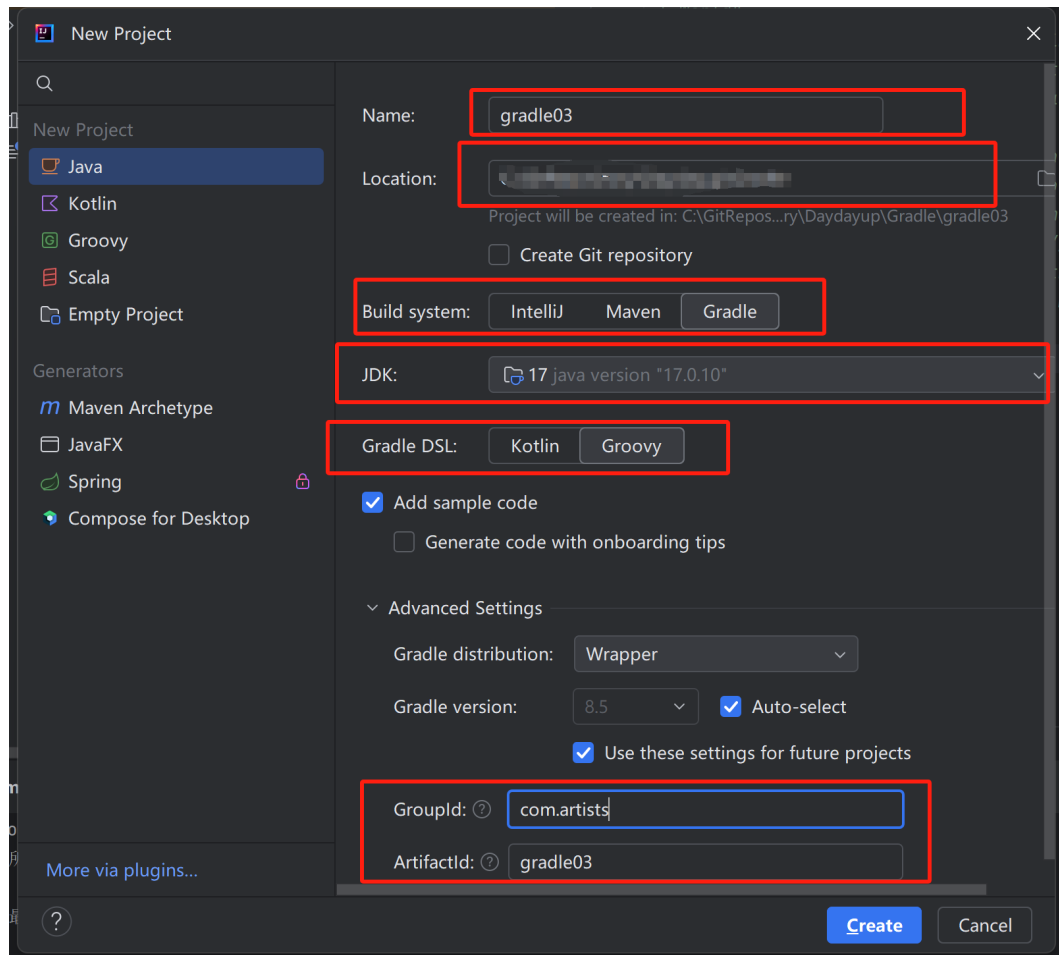 New Project
New Project
Java
Kotlin
Groovy
Scala
Empty Project
Generators
Maven Archetype
JavaFX
Spring
Compose for Desktop
More via plugins...
Name: gradle03
Location:
Project will be created in: C:\GitRepos...ry\Daydayup\Gradle\gradle03
Create Git repository
Build system: IntelliJ Maven Gradle
JDK: 17 java version "17.0.10"
Gradle DSL: Kotlin Groovy
Add sample code
Generate code with onboarding tips
Advanced Settings
Gradle distribution: Wrapper
Gradle version: 8.5 Auto-select
Use these settings for future projects
GroupId: ? com.artists
ArtifactId: ? gradle03
? Create Cancel